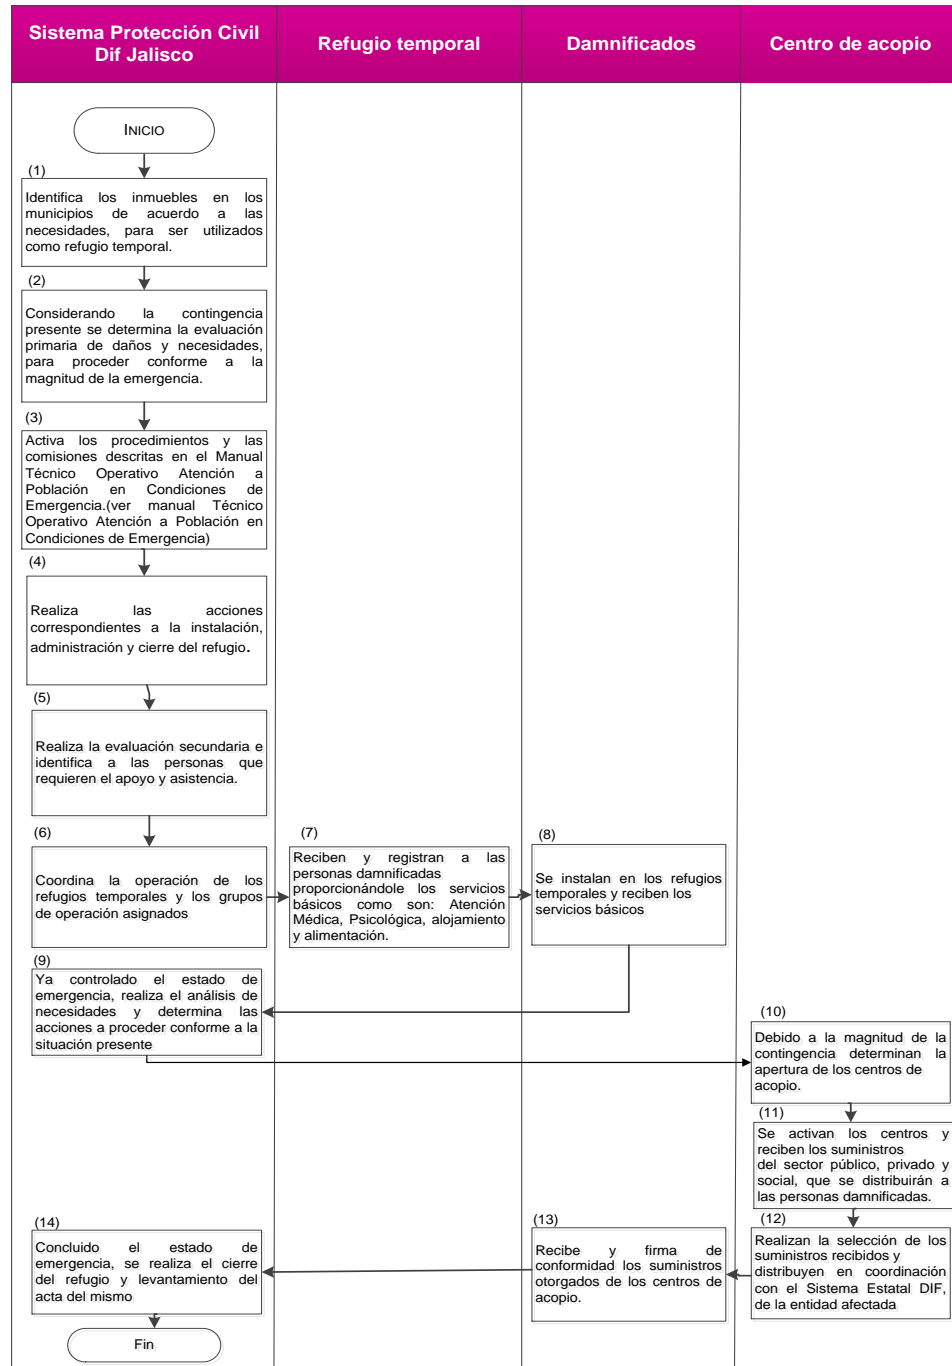 Sistema Protección Civil
Dif Jalisco
Refugio temporal
Damnificados
Centro de acopio
INICIO
(1)
Identifica los inmuebles en los
municipios de acuerdo a las
necesidades, para ser utilizados
como refugio temporal.
(2)
Considerando la contingencia
presente se determina la evaluación
primaria de daños y necesidades,
para proceder conforme a la
magnitud de la emergencia.
(3)
Activa los procedimientos y las
comisiones descritas en el Manual
Técnico Operativo Atención a
Población en Condiciones de
Emergencia.(ver manual Técnico
Operativo Atención a Población en
Condiciones de Emergencia)
(4)
Realiza las acciones
correspondientes a la instalación,
administración y cierre del refugio.
(5)
Realiza la evaluación secundaria e
identifica a las personas que
requieren el apoyo y asistencia.
(6)
Coordina la operación de los
refugios temporales y los grupos
de operación asignados
(7)
Reciben y registran a las
personas damnificadas
proporcionándole los servicios
básicos como son: Atención
Médica, Psicológica, alojamiento
y alimentación.
(8)
Se instalan en los refugios
temporales y reciben los
servicios básicos
(9)
Ya controlado el estado de
emergencia, realiza el análisis de
necesidades y determina las
acciones a proceder conforme a la
situación presente
(10)
Debido a la magnitud de la
contingencia determinan la
apertura de los centros de
acopio.
(11)
Se activan los centros y
reciben los suministros
del sector público, privado y
social, que se distribuirán a
las personas damnificadas.
(12)
Realizan la selección de los
suministros recibidos y
distribuyen en coordinación
con el Sistema Estatal DIF,
de la entidad afectada
(13)
Recibe y firma de
conformidad los suministros
otorgados de los centros de
acopio.
(14)
Concluido el estado de
emergencia, se realiza el cierre
del refugio y levantamiento del
acta del mismo
Fin